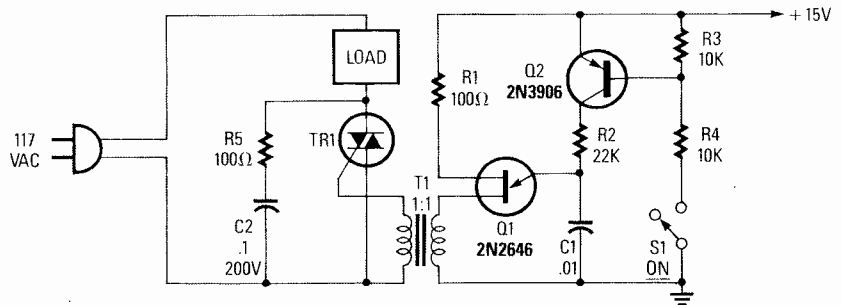 +15V
LOAD
R3
10K
Q2
2N3906
R1
100Ω
117
VAC
R5
100Ω
TR1
R2
22K
R4
10K
T1
1:1
C2
.1
200V
Q1
2N2646
C1
.01
S1
ON